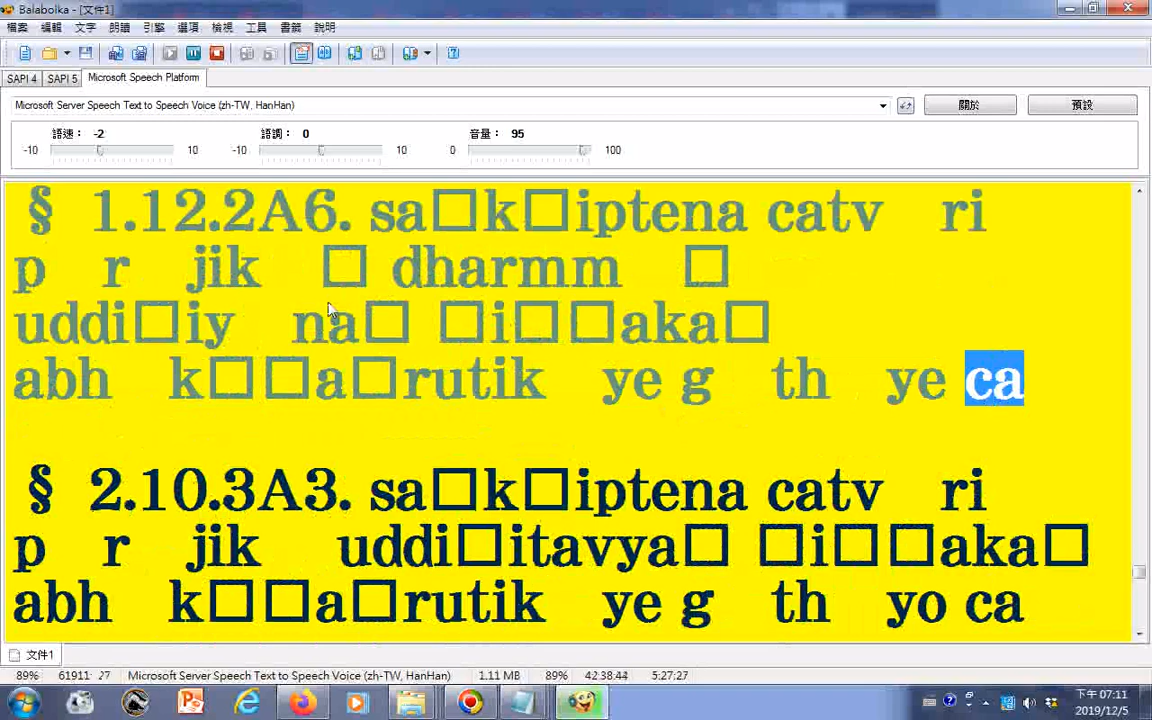 Balabolka - [文件1]
檔案 編輯 文字 朗讀 引擎 選項 檢視 工具 書籤 說明
SAPI 4 SAPI 5 Microsoft Speech Platform
Microsoft Server Speech Text to Speech Voice (zh-TW, HanHan) 關於 預設
語速： -2 語調： 0 音量： 95
-10 10 -10 10 0 100
§ 1.12.2A6. sa□k□iptena catv ri
p r jik □ dharmm □
uddi□iy na□ □i□□aka□
abh k□□a□rutik ye g th ye ca
§ 2.10.3A3. sa□k□iptena catv ri
p r jik uddi□itavya□ □i□□aka□
abh k□□a□rutik ye g th yo ca
文件1
89% Microsoft Server Speech Text to Speech Voice (zh-TW, HanHan) 1.11 MB 89% 42:38:44 5:27:27
下午 07:11
2019/12/5